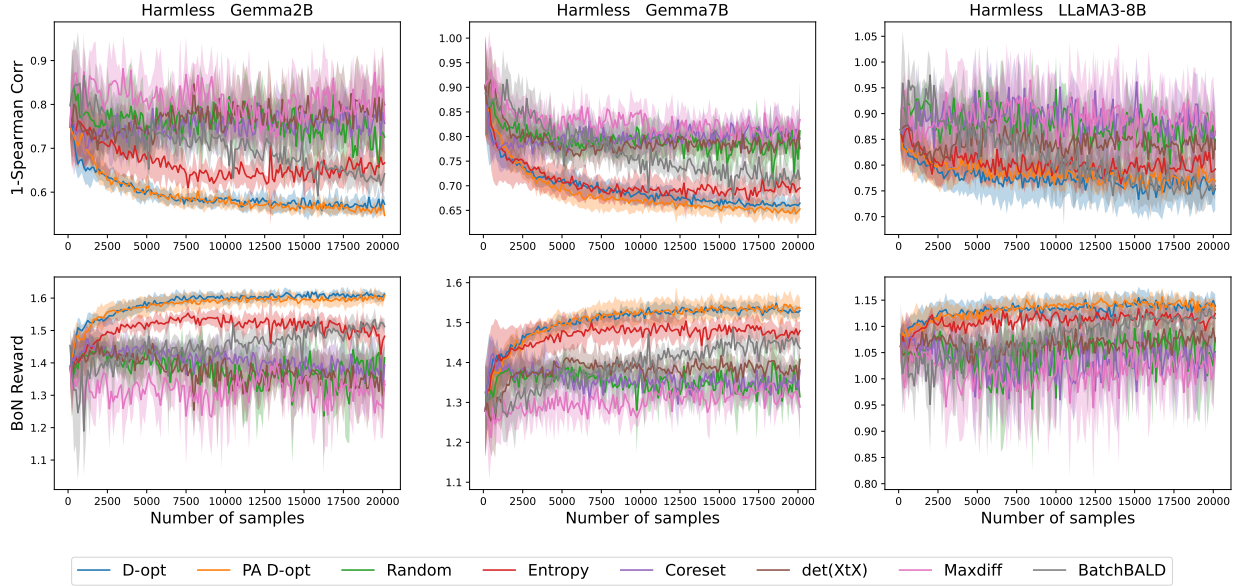 Harmless Gemma2B
Harmless Gemma7B
Harmless LLaMA3-8B
1-Spearman Corr
0.9
0.8
0.7
0.6
0 2500 5000 7500 10000 12500 15000 17500 20000
1.00
0.95
0.90
0.85
0.80
0.75
0.70
0.65
0.60
0 2500 5000 7500 10000 12500 15000 17500 20000
1.05
1.00
0.95
0.90
0.85
0.80
0.75
0.70
0 2500 5000 7500 10000 12500 15000 17500 20000
BoN Reward
1.6
1.5
1.4
1.3
1.2
1.1
0 2500 5000 7500 10000 12500 15000 17500 20000
Number of samples
1.6
1.5
1.4
1.3
1.2
1.1
0 2500 5000 7500 10000 12500 15000 17500 20000
Number of samples
1.15
1.10
1.05
1.00
0.95
0.90
0.85
0.80
0 2500 5000 7500 10000 12500 15000 17500 20000
Number of samples
D-opt PA D-opt Random Entropy Coreset det(XtX) Maxdiff BatchBALD